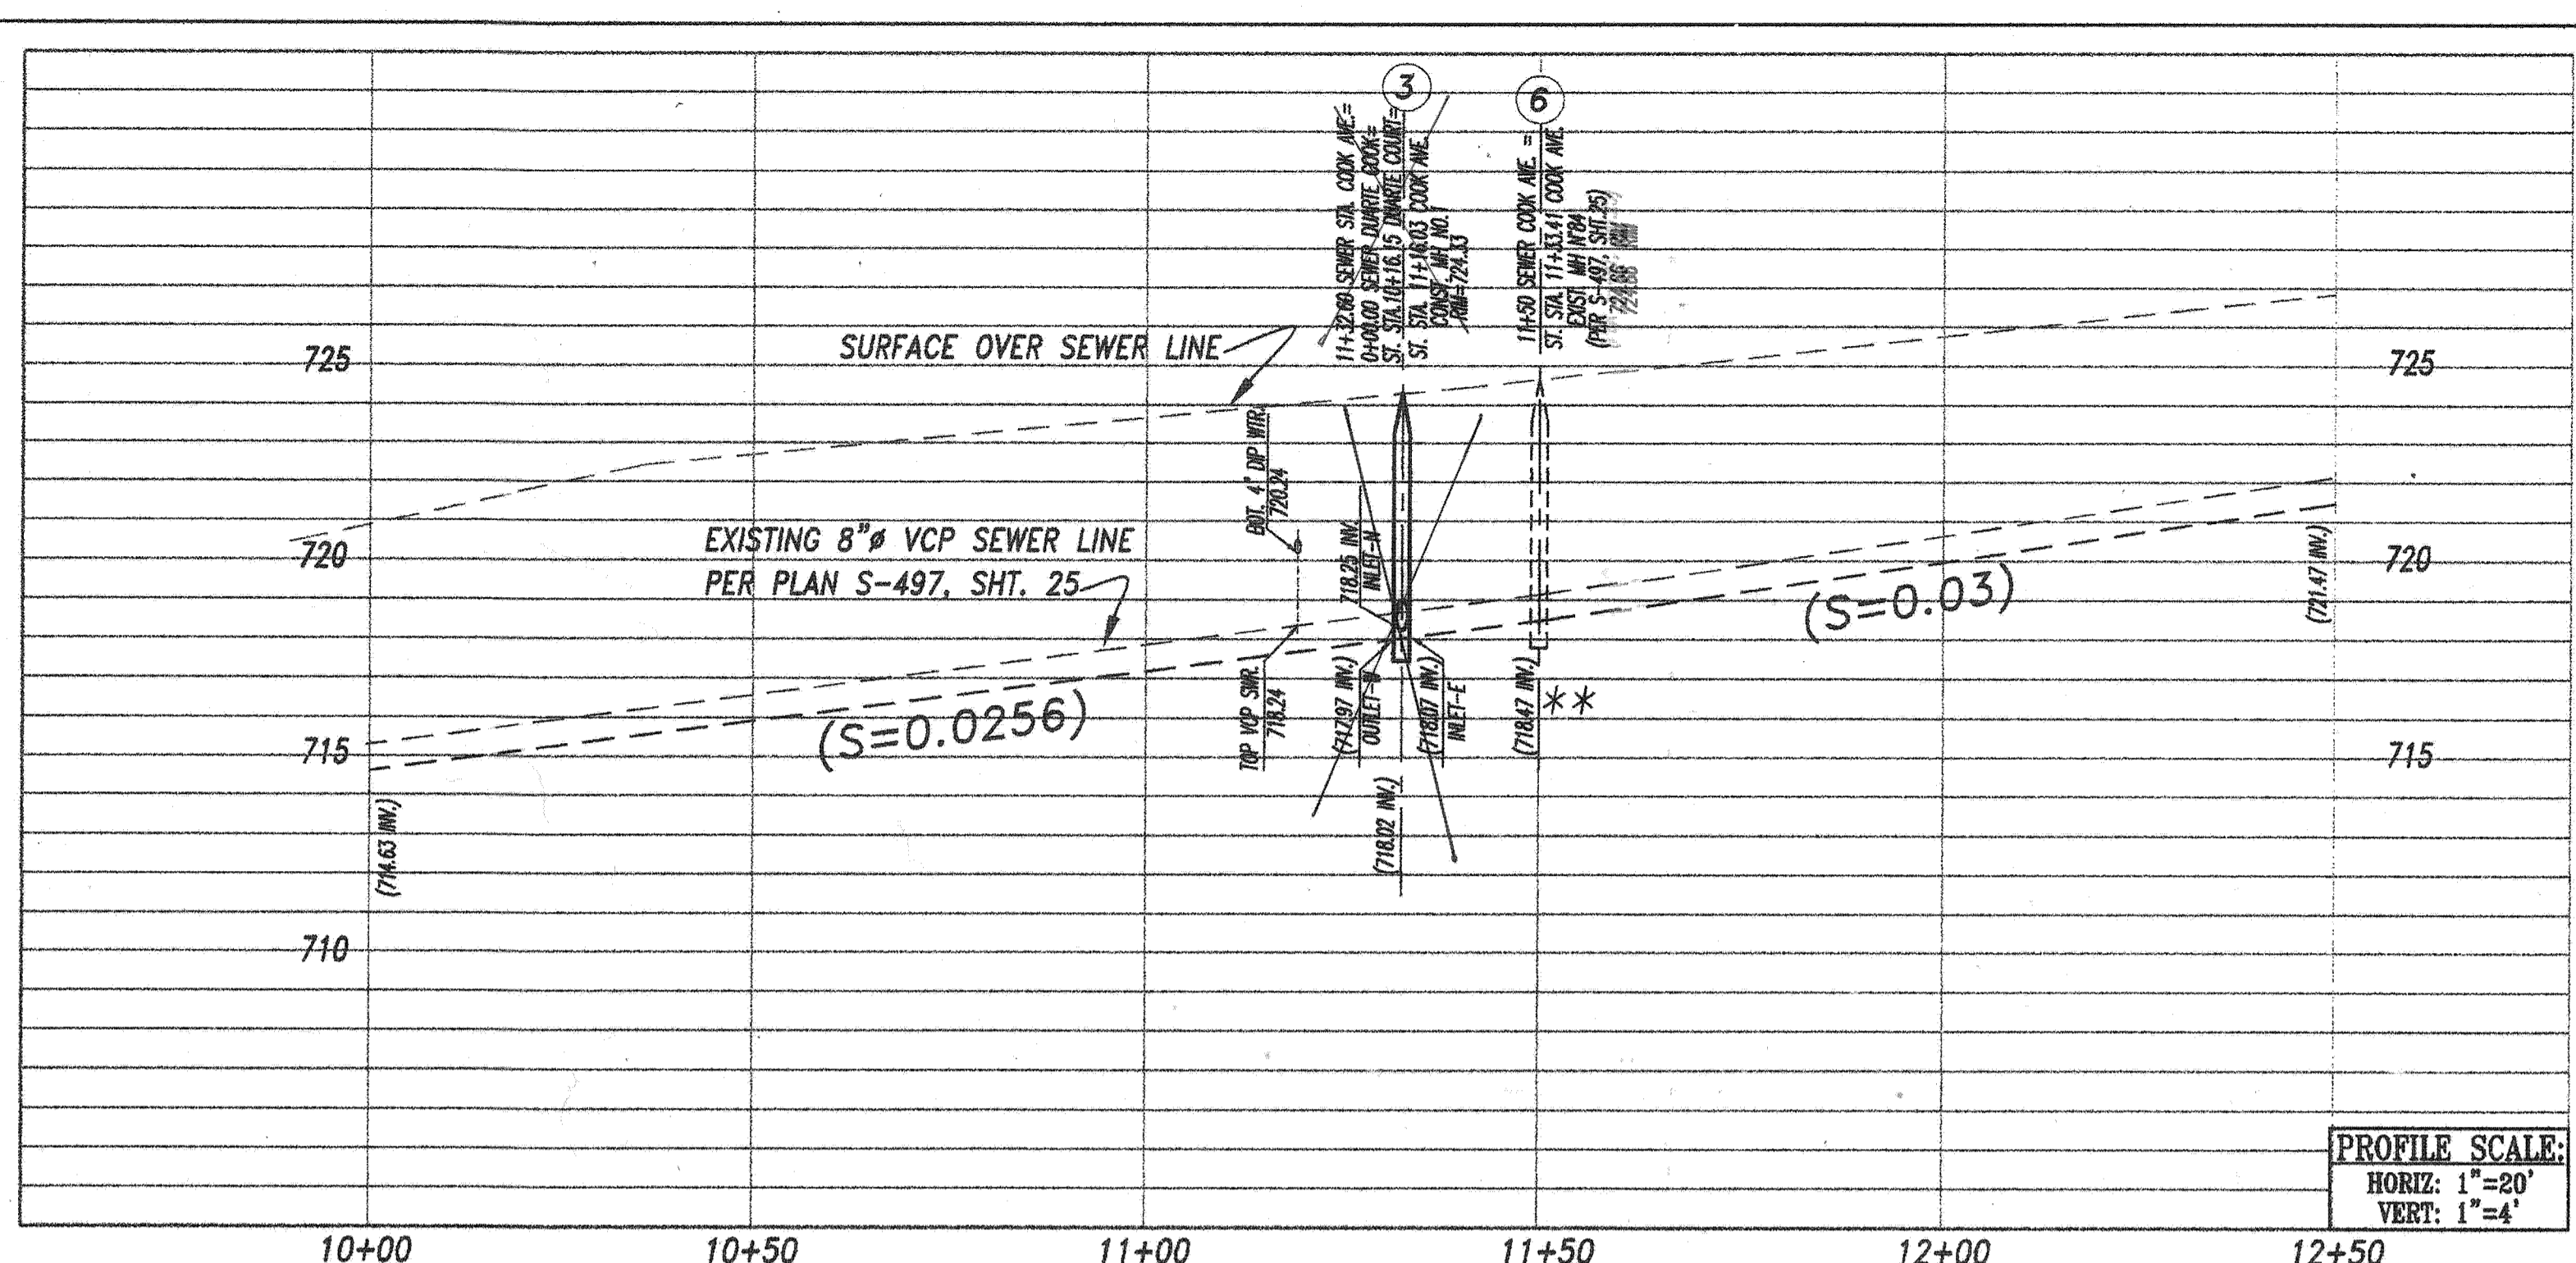 3
6
11+32.60 SEWER STA. COOK AVE.=
0+00.00 SEWER DUARTE COOK=
ST. STA.10+16.15 DUARTE COURT=
ST. STA. 11+16.03 COOK AVE.
CONST. MH NO. 1
RIM=724.33
11+50 SEWER COOK AVE. =
ST. STA. 11+33.41 COOK AVE.
EXIST. MH N°84
(PER S-497, SHT.25)
724.66
SURFACE OVER SEWER LINE
725
725
BOT. 4" DIP WTR.
720.24
EXISTING 8"ø VCP SEWER LINE
PER PLAN S-497, SHT. 25
720
720
718.25 INV.
INLET-N
(721.47 INV.)
(S=0.03)
TOP VCP SWR.
718.24
(717.97 INV.)
OUTLET-W
(718.07 INV.)
INLET-E
(718.47 INV.)
**
(S=0.0256)
715
715
(714.63 INV.)
(718.02 INV.)
710
PROFILE SCALE:
HORIZ: 1"=20'
VERT: 1"=4'
10+00
10+50
11+00
11+50
12+00
12+50